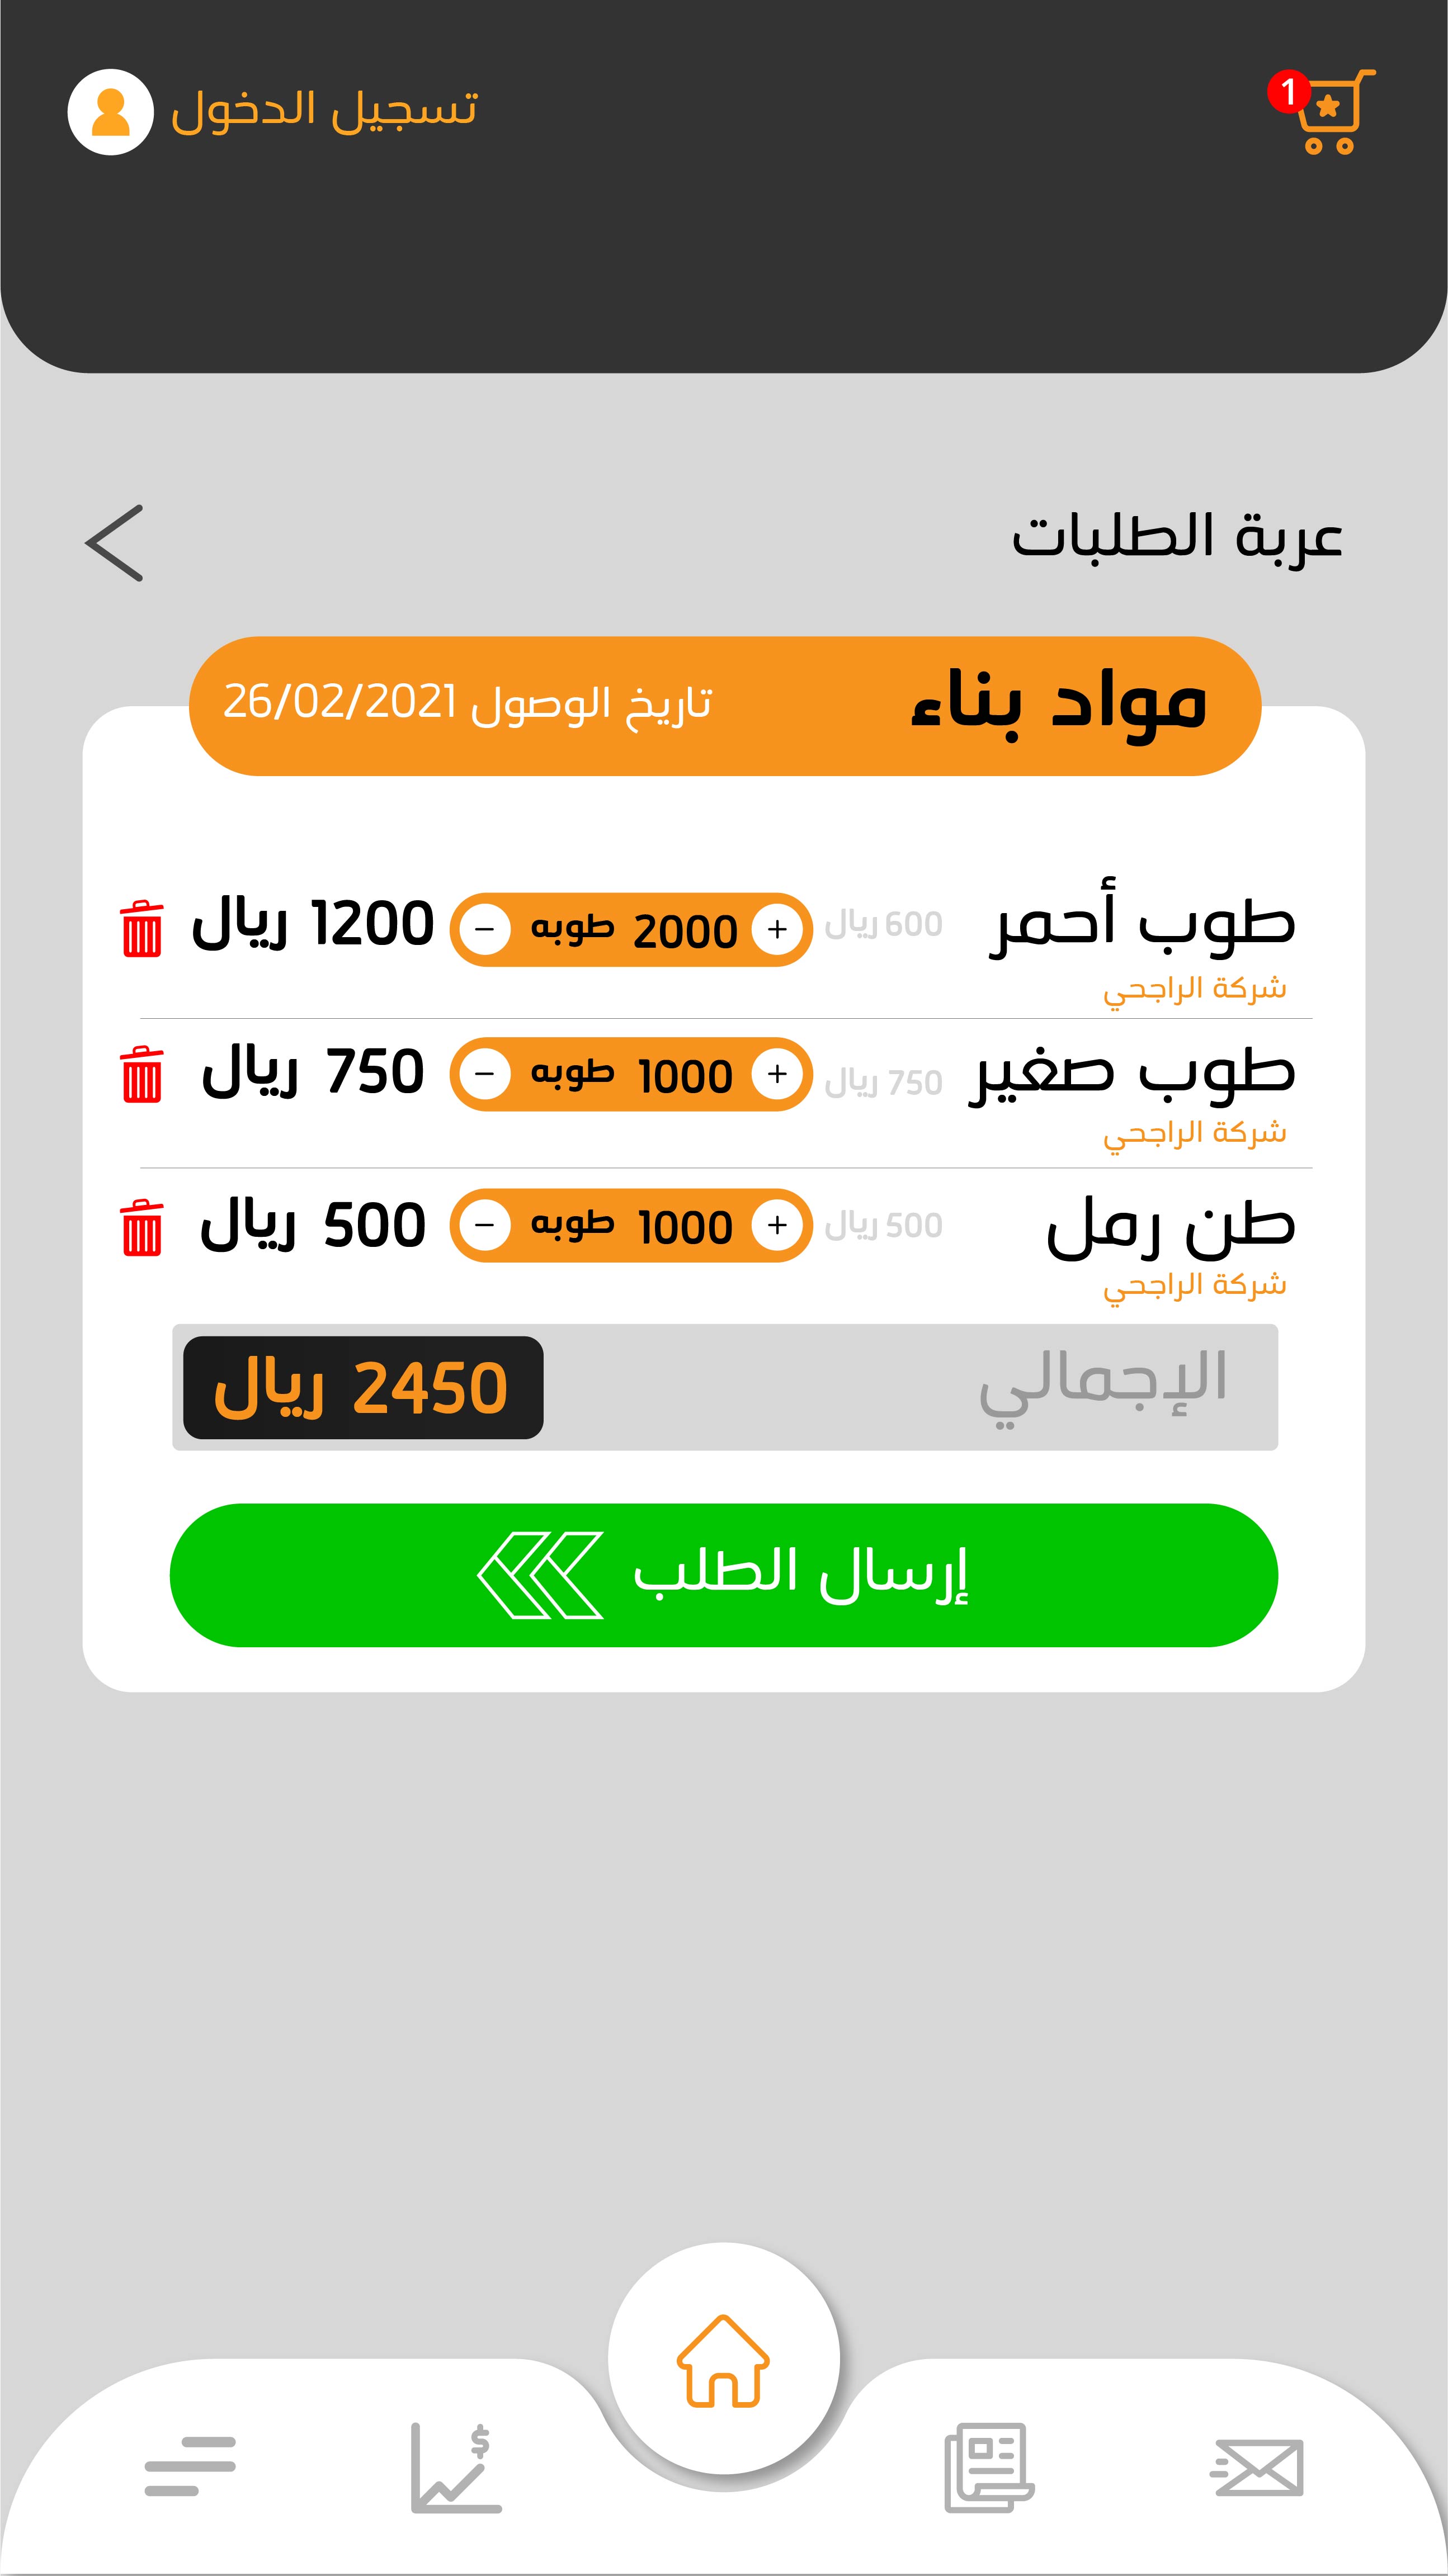 1
تسجيل الدخول
عربة الطلبات
مواد بناء تاريخ الوصول 26/02/2021
طوب أحمر 600 ريال + 2000 طوبه − 1200 ريال
شركة الراجحي
طوب صغير 750 ريال + 1000 طوبه − 750 ريال
شركة الراجحي
طن رمل 500 ريال + 1000 طوبه − 500 ريال
شركة الراجحي
الإجمالي 2450 ريال
إرسال الطلب
$